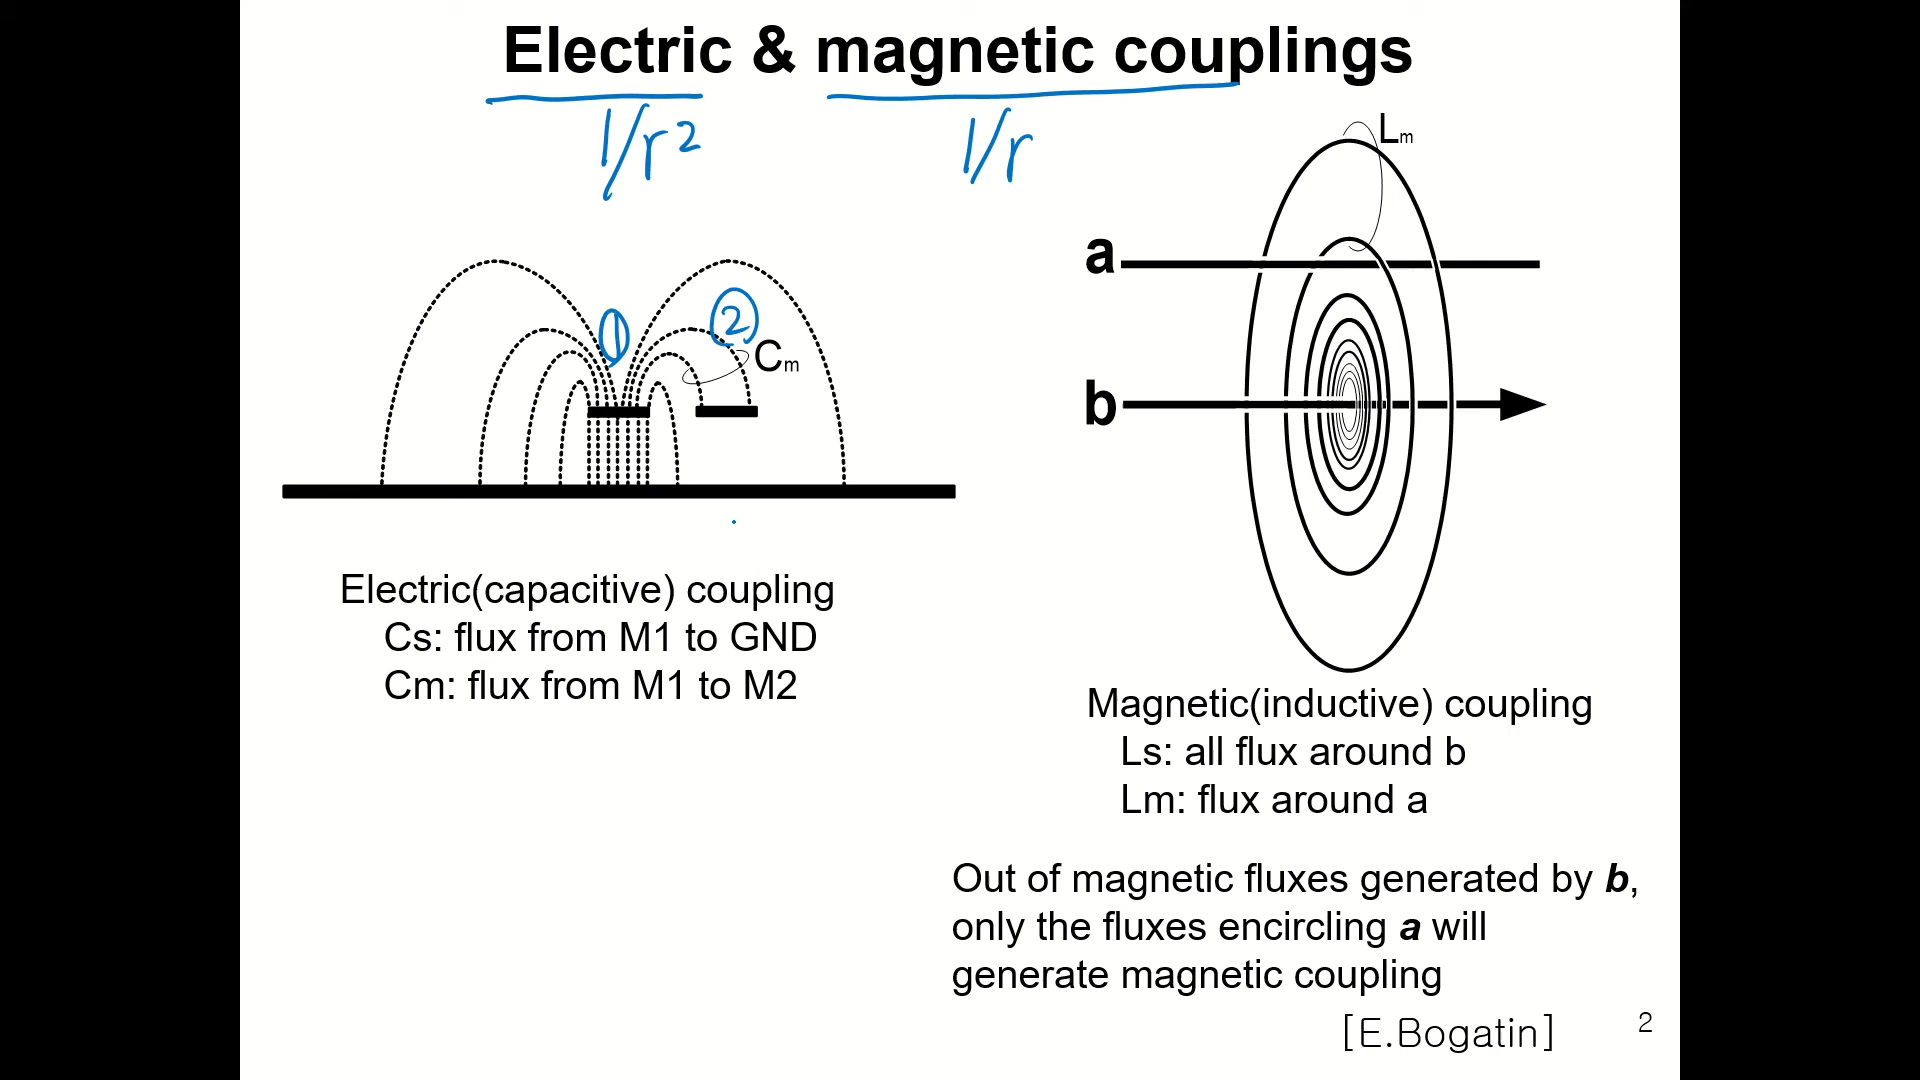 Electric & magnetic couplings
1/r2
1/r
Lm
a
b
1
2
Cm
Electric(capacitive) coupling
Cs: flux from M1 to GND
Cm: flux from M1 to M2
Magnetic(inductive) coupling
Ls: all flux around b
Lm: flux around a
Out of magnetic fluxes generated by b,
only the fluxes encircling a will
generate magnetic coupling
[E.Bogatin]
2